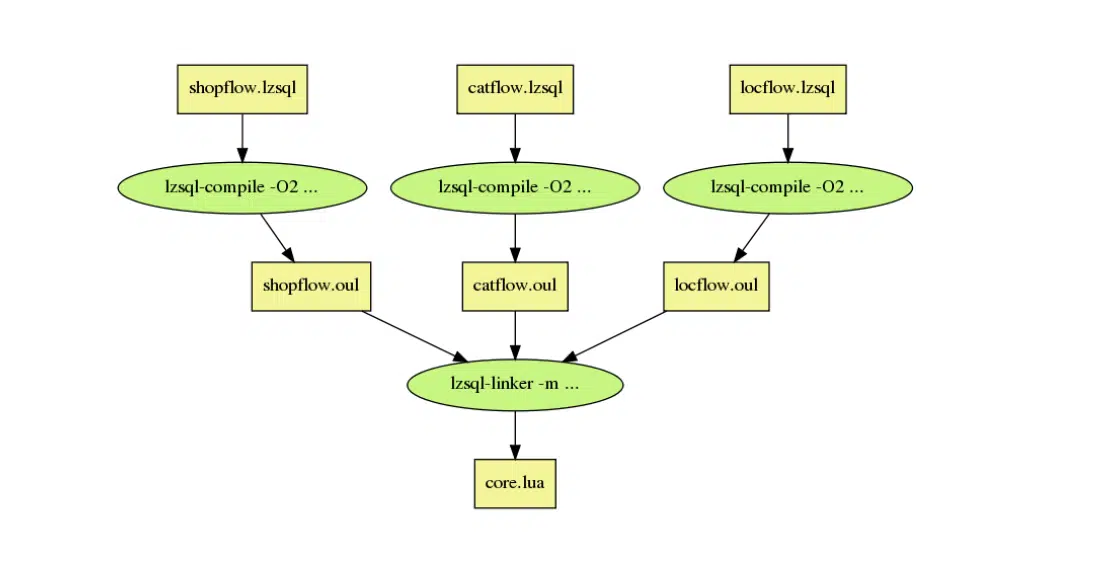 shopflow.lzsql
catflow.lzsql
locflow.lzsql
lzsql-compile -O2 ...
lzsql-compile -O2 ...
lzsql-compile -O2 ...
shopflow.oul
catflow.oul
locflow.oul
lzsql-linker -m ...
core.lua